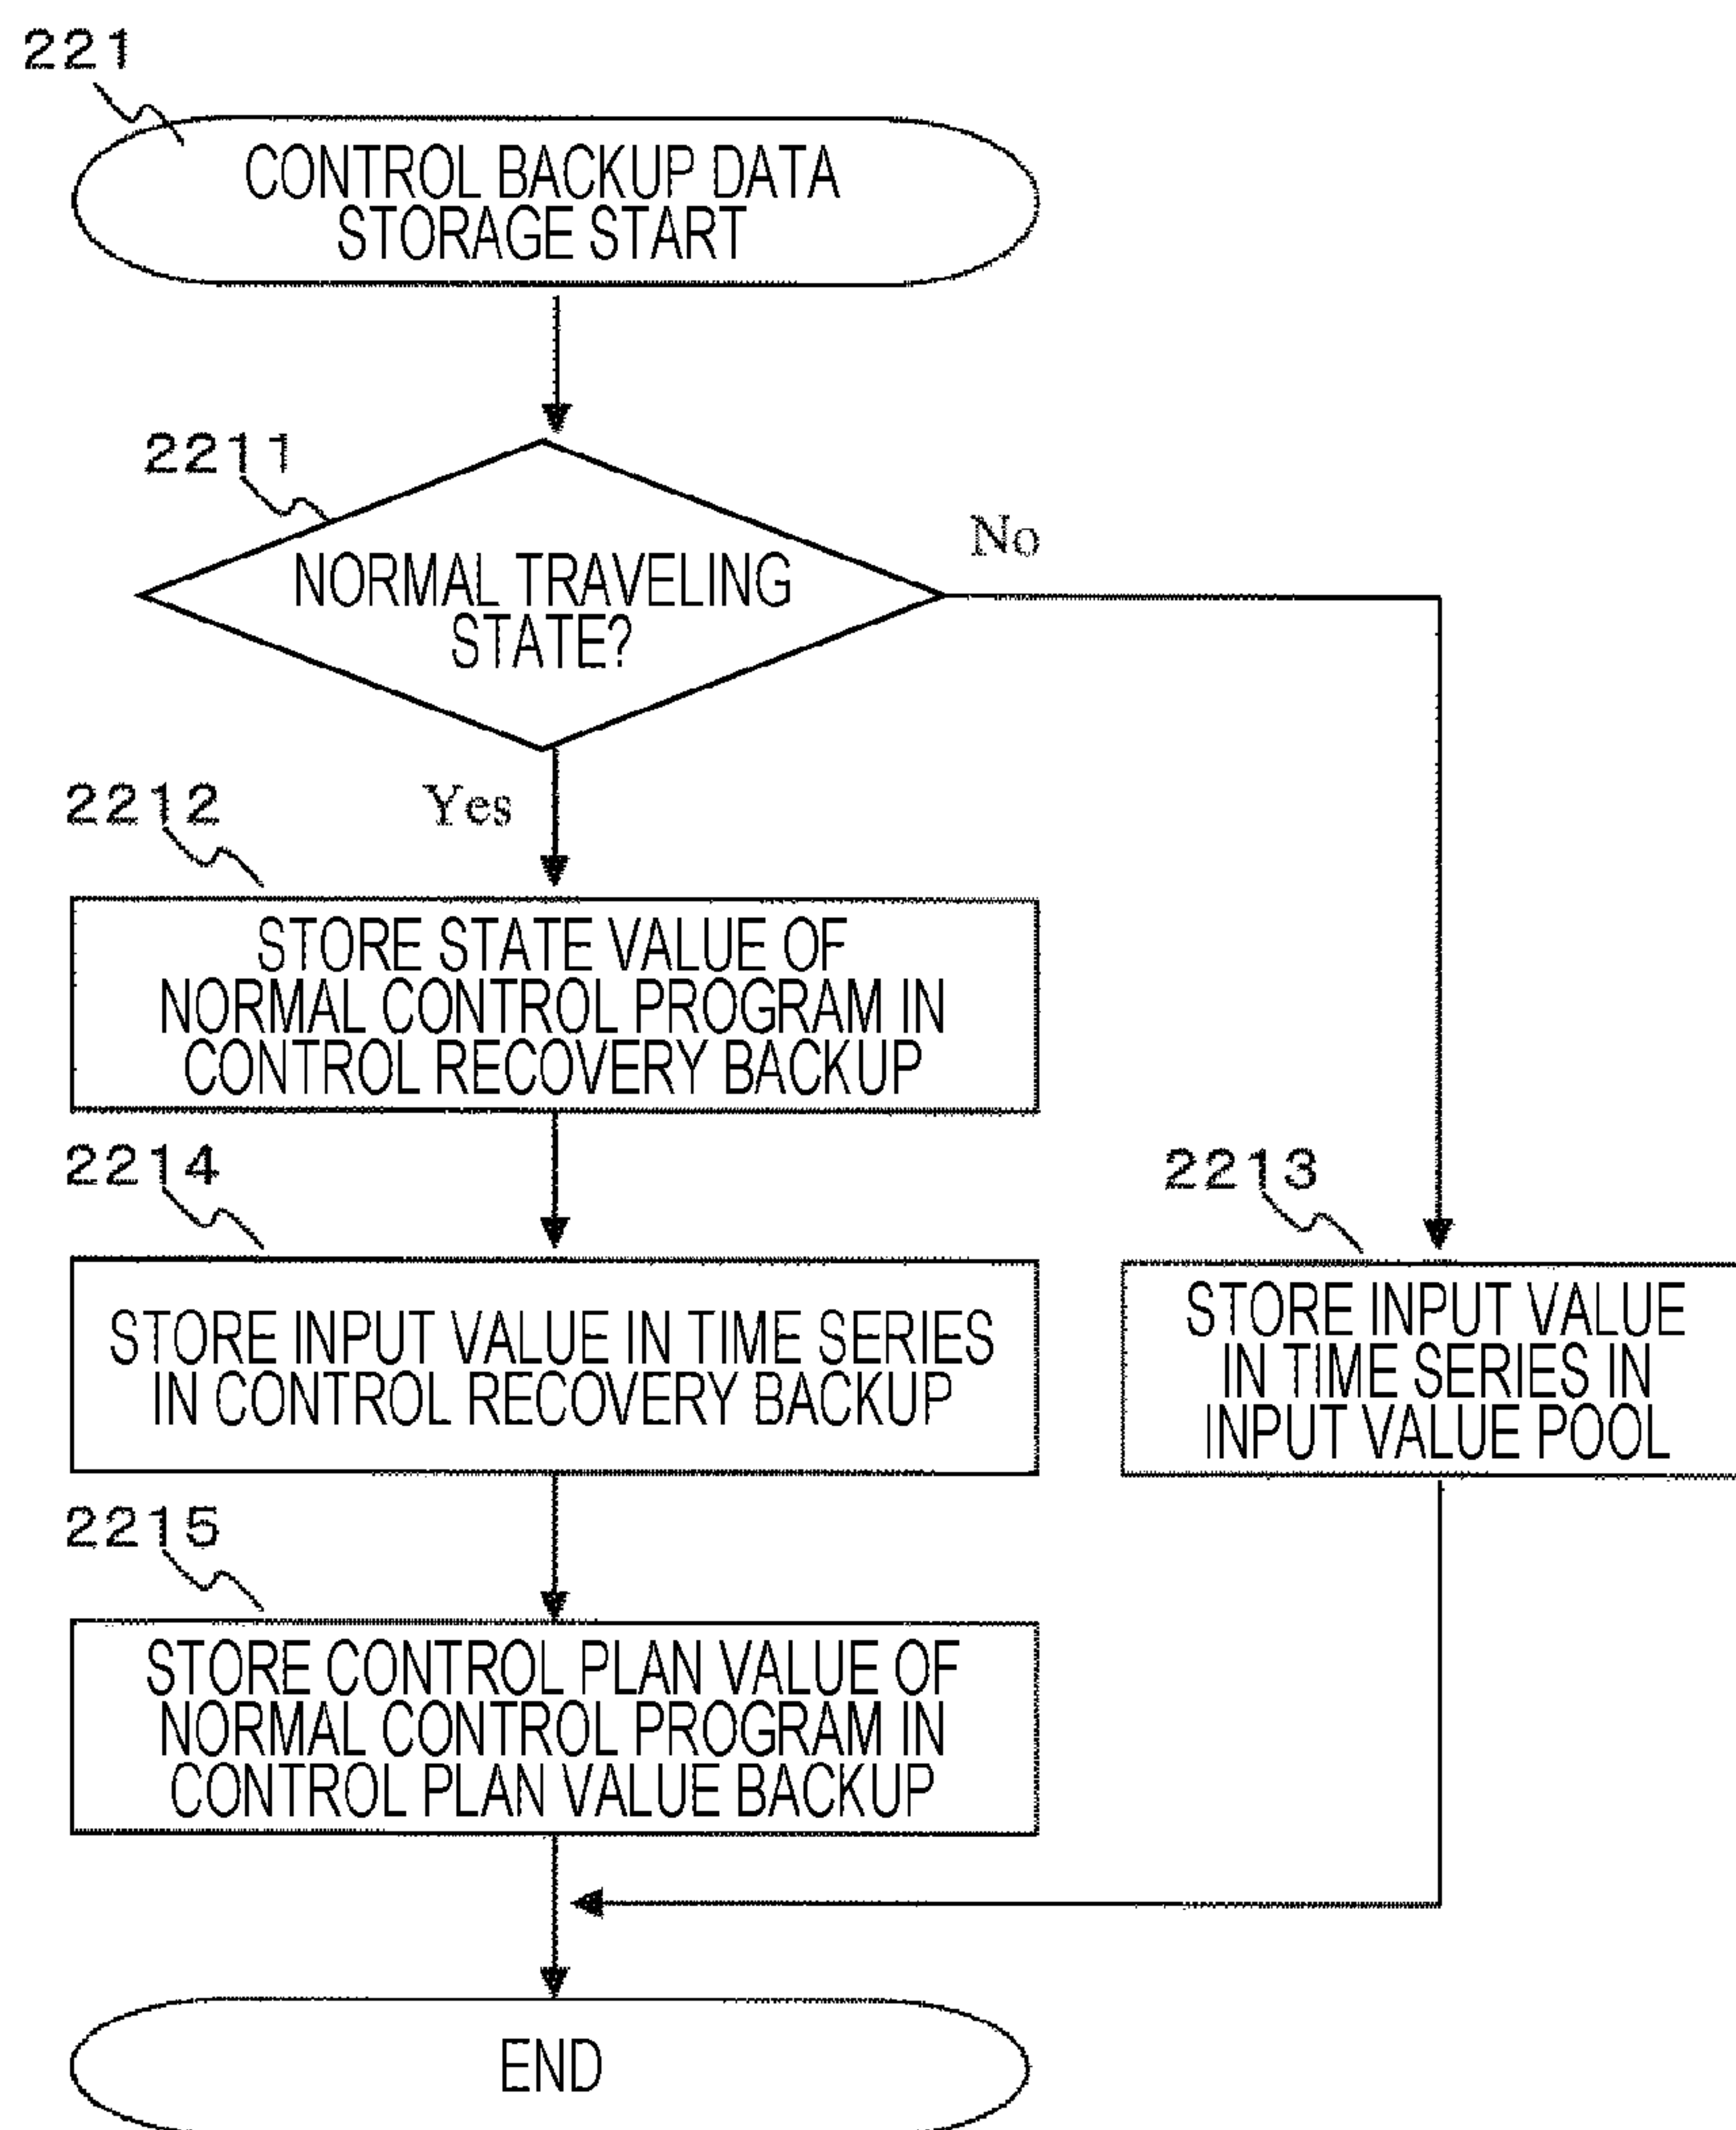 221
CONTROL BACKUP DATA
STORAGE START
2211
NORMAL TRAVELING
STATE?
No
Yes
2212
STORE STATE VALUE OF
NORMAL CONTROL PROGRAM IN
CONTROL RECOVERY BACKUP
2214
STORE INPUT VALUE IN TIME SERIES
IN CONTROL RECOVERY BACKUP
2213
STORE INPUT VALUE
IN TIME SERIES IN
INPUT VALUE POOL
2215
STORE CONTROL PLAN VALUE OF
NORMAL CONTROL PROGRAM IN
CONTROL PLAN VALUE BACKUP
END